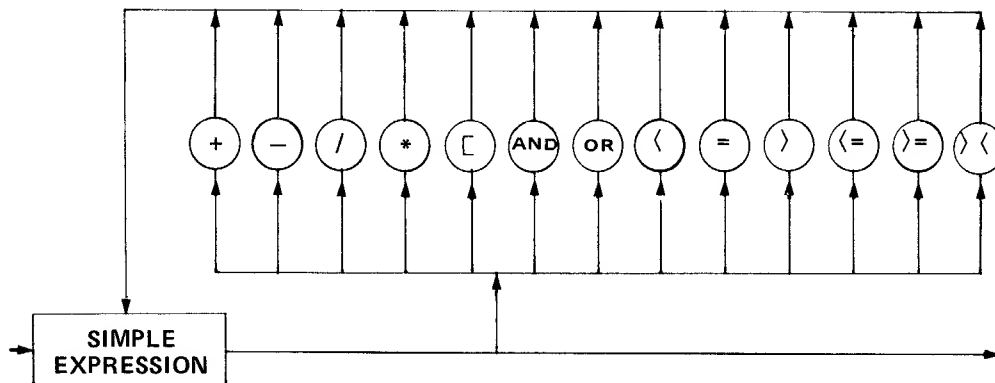 + − / * [ AND OR < = > <= >= ><
SIMPLE
EXPRESSION